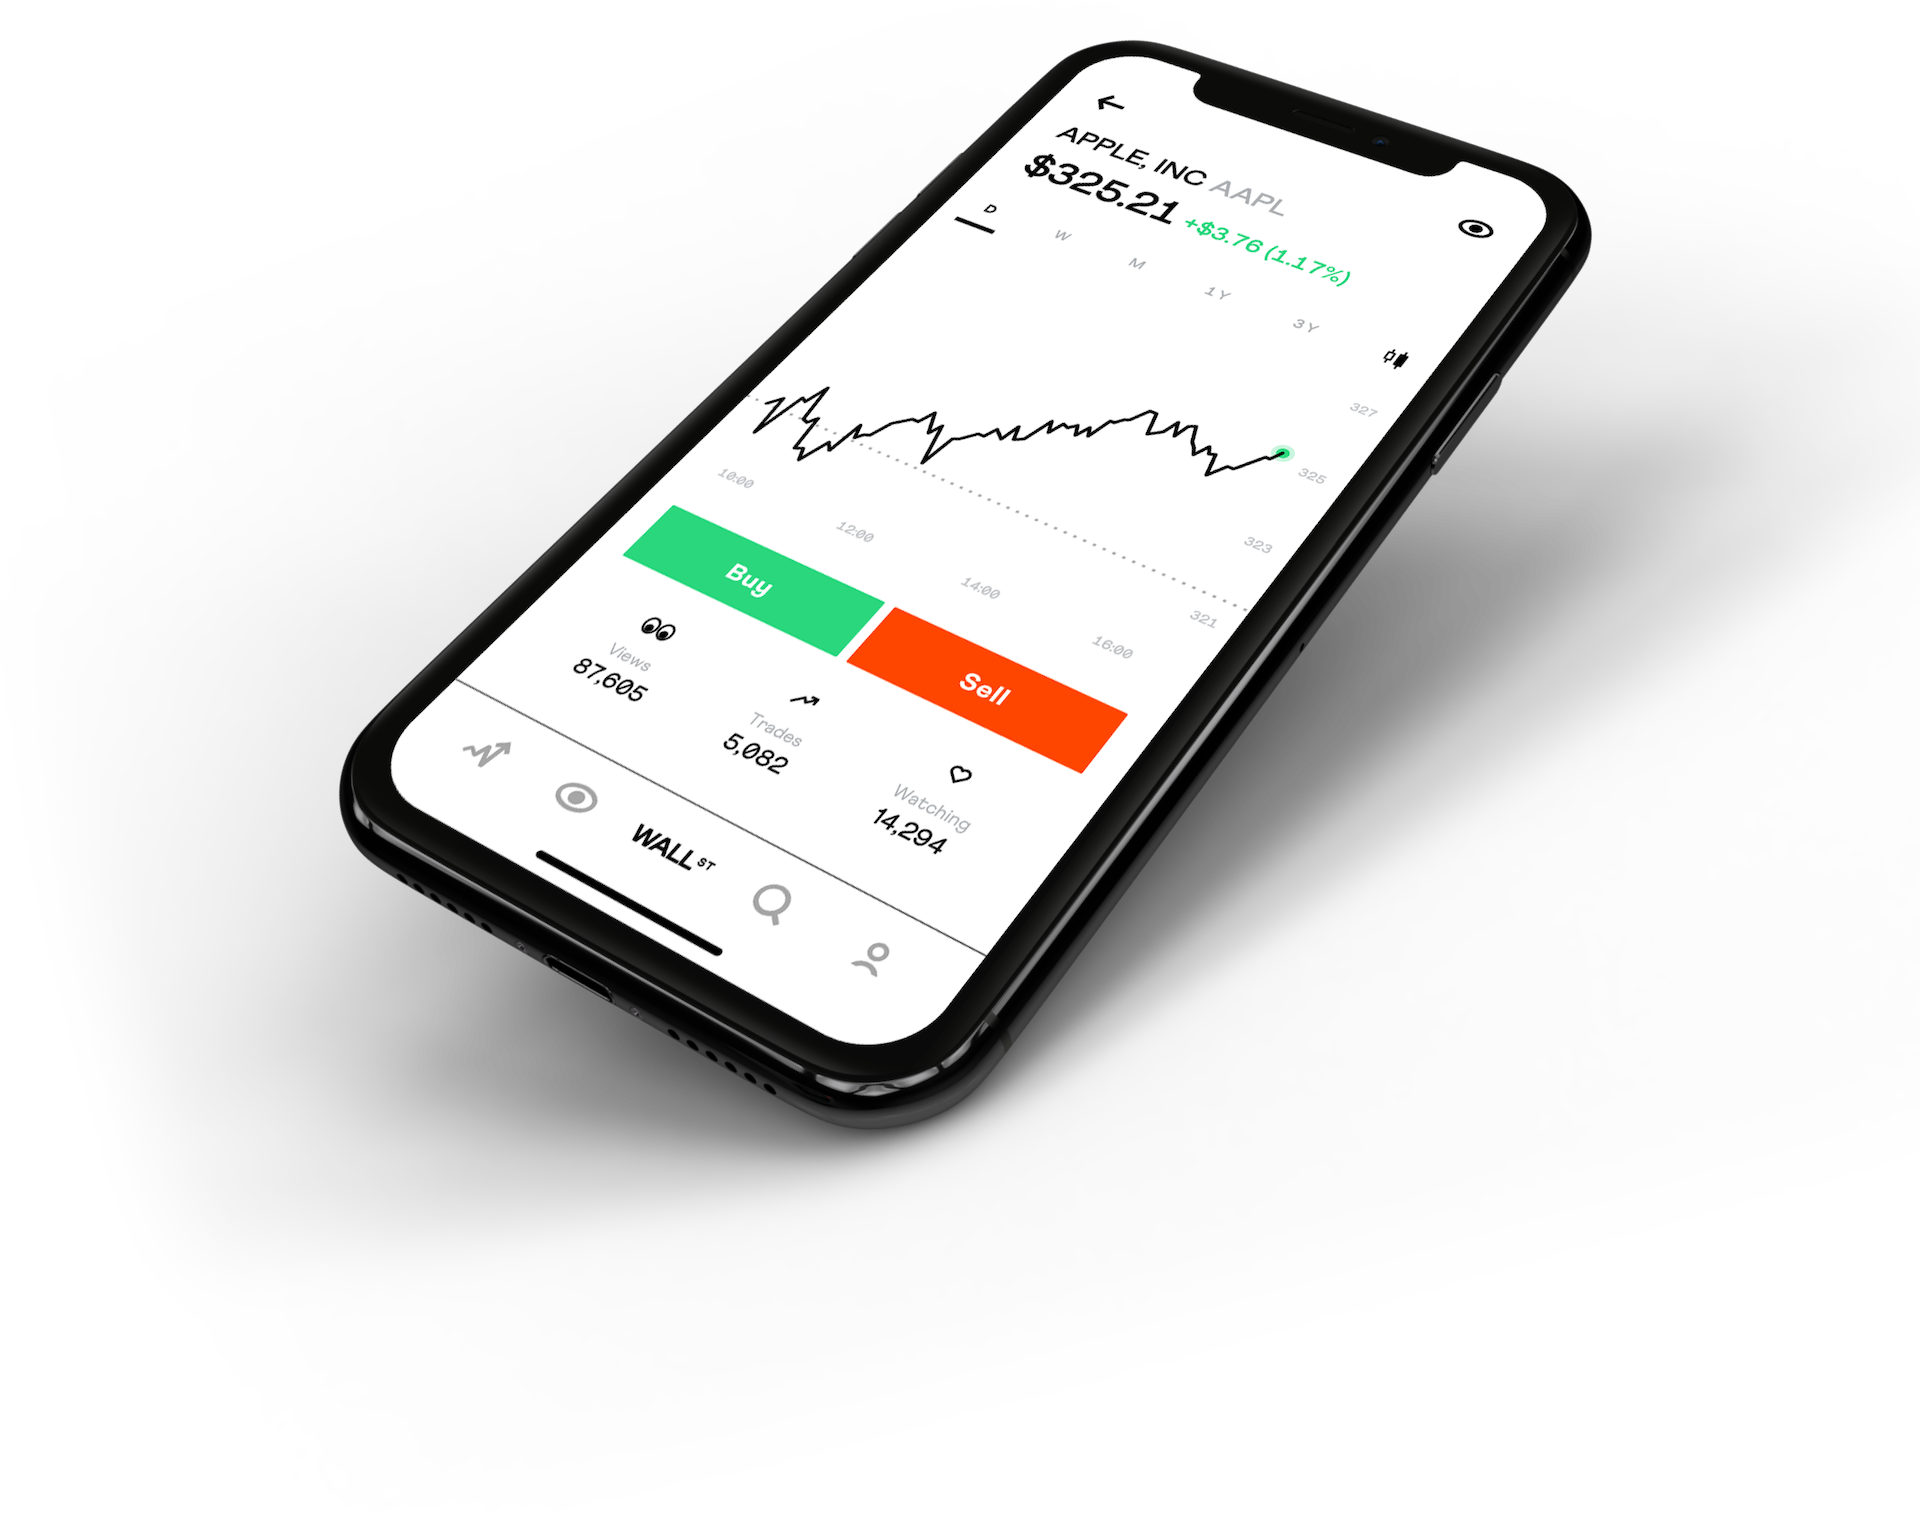 APPLE, INC AAPL
$325.21 +$3.76 (1.17%)
D W M 1Y 3Y
327
325
323
321
10:00 12:00 14:00 16:00
Buy Sell
Views Trades Watching
87,605 5,082 14,294
WALL ST